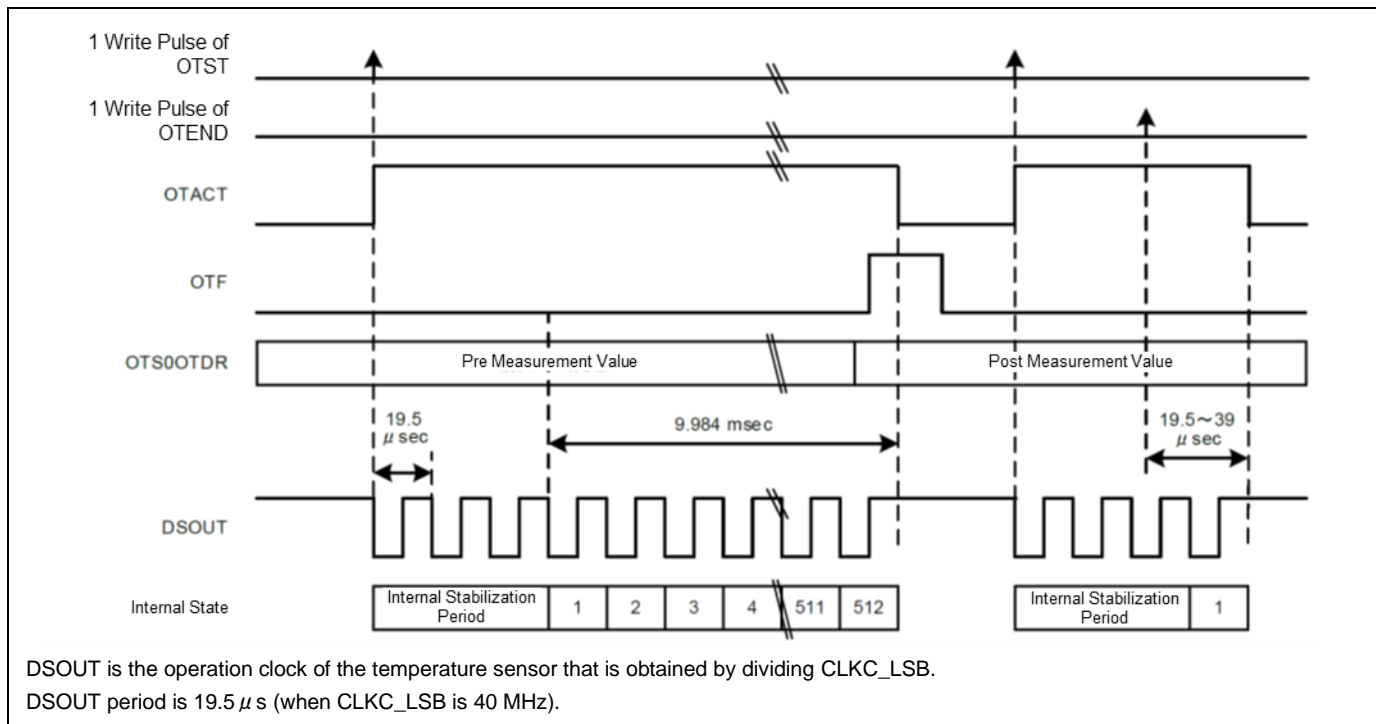 1 Write Pulse of
OTST
1 Write Pulse of
OTEND
OTACT
OTF
OTS0OTDR
Pre Measurement Value
Post Measurement Value
19.5
μ sec
9.984 msec
19.5～39
μ sec
DSOUT
Internal State
Internal Stabilization
Period
1
2
3
4
511
512
Internal Stabilization
Period
1
DSOUT is the operation clock of the temperature sensor that is obtained by dividing CLKC_LSB.
DSOUT period is 19.5 μ s (when CLKC_LSB is 40 MHz).